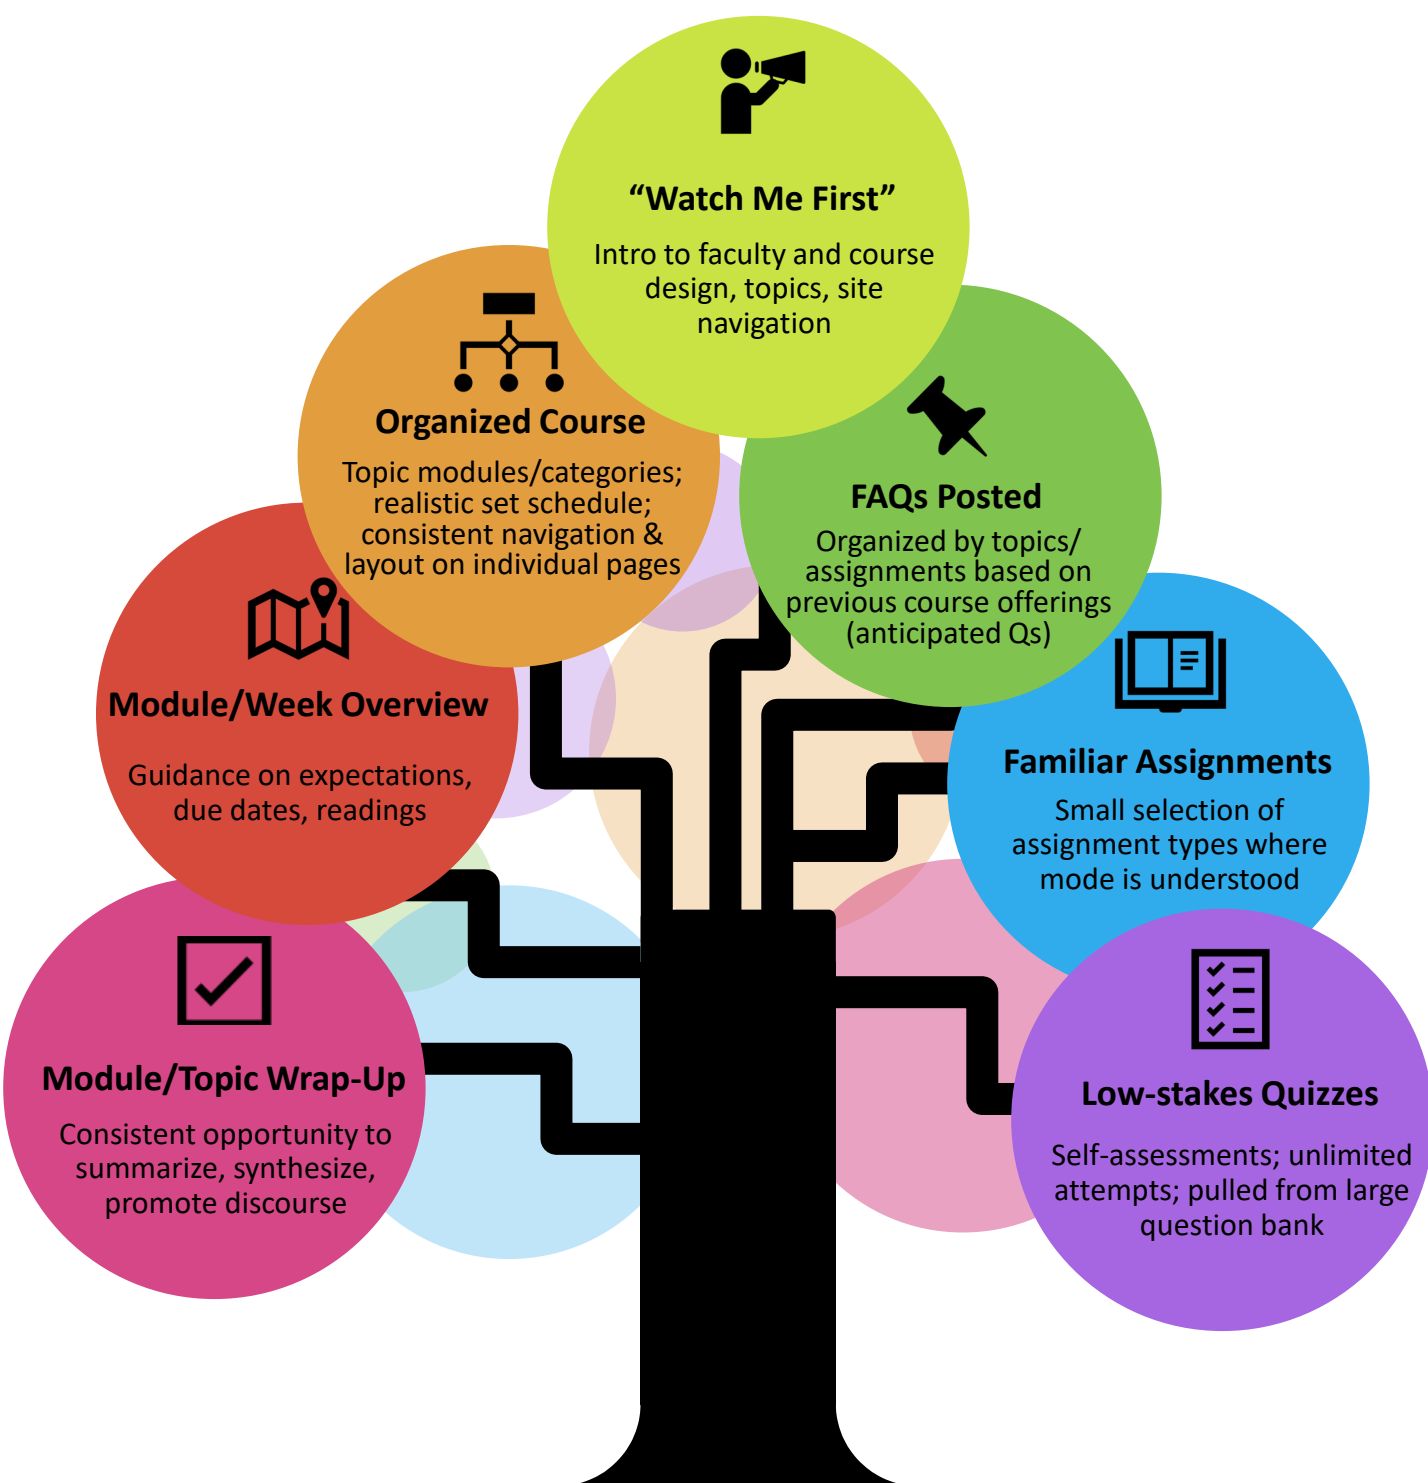 “Watch Me First”
Intro to faculty and course
design, topics, site
navigation
Organized Course
Topic modules/categories;
realistic set schedule;
consistent navigation &
layout on individual pages
FAQs Posted
Organized by topics/
assignments based on
previous course offerings
(anticipated Qs)
Module/Week Overview
Guidance on expectations,
due dates, readings
Familiar Assignments
Small selection of
assignment types where
mode is understood
Module/Topic Wrap-Up
Consistent opportunity to
summarize, synthesize,
promote discourse
Low-stakes Quizzes
Self-assessments; unlimited
attempts; pulled from large
question bank